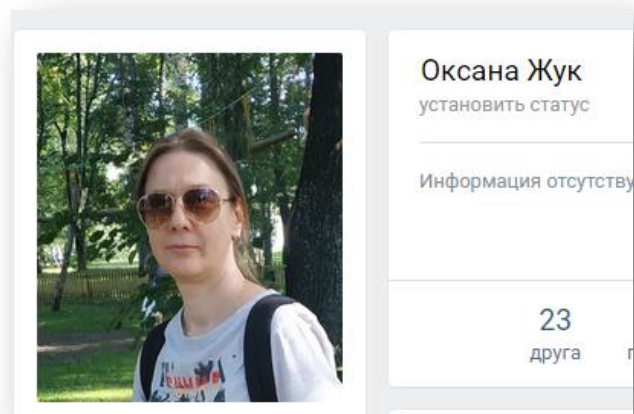 Оксана Жук
установить статус
Информация отсутству
23
друга